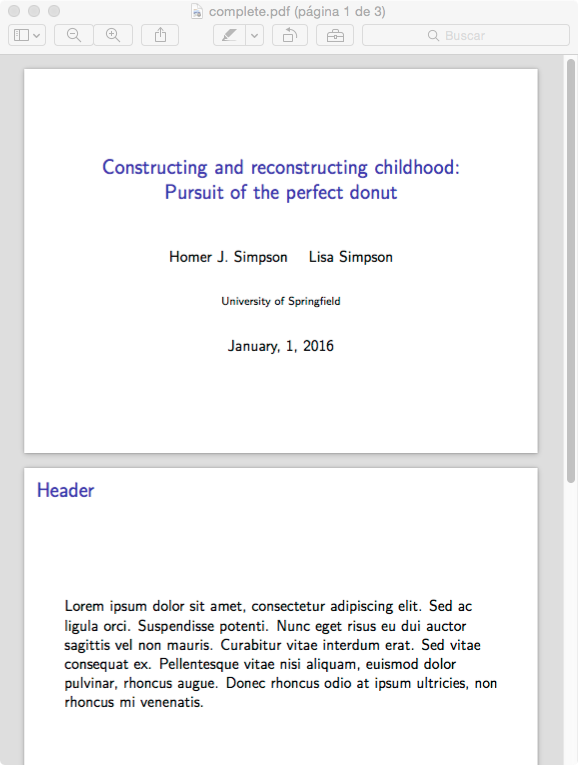 complete.pdf (página 1 de 3)
Buscar
Constructing and reconstructing childhood:
Pursuit of the perfect donut
Homer J. Simpson Lisa Simpson
University of Springfield
January, 1, 2016
Header
Lorem ipsum dolor sit amet, consectetur adipiscing elit. Sed ac
ligula orci. Suspendisse potenti. Nunc eget risus eu dui auctor
sagittis vel non mauris. Curabitur vitae interdum erat. Sed vitae
consequat ex. Pellentesque vitae nisi aliquam, euismod dolor
pulvinar, rhoncus augue. Donec rhoncus odio at ipsum ultricies, non
rhoncus mi venenatis.